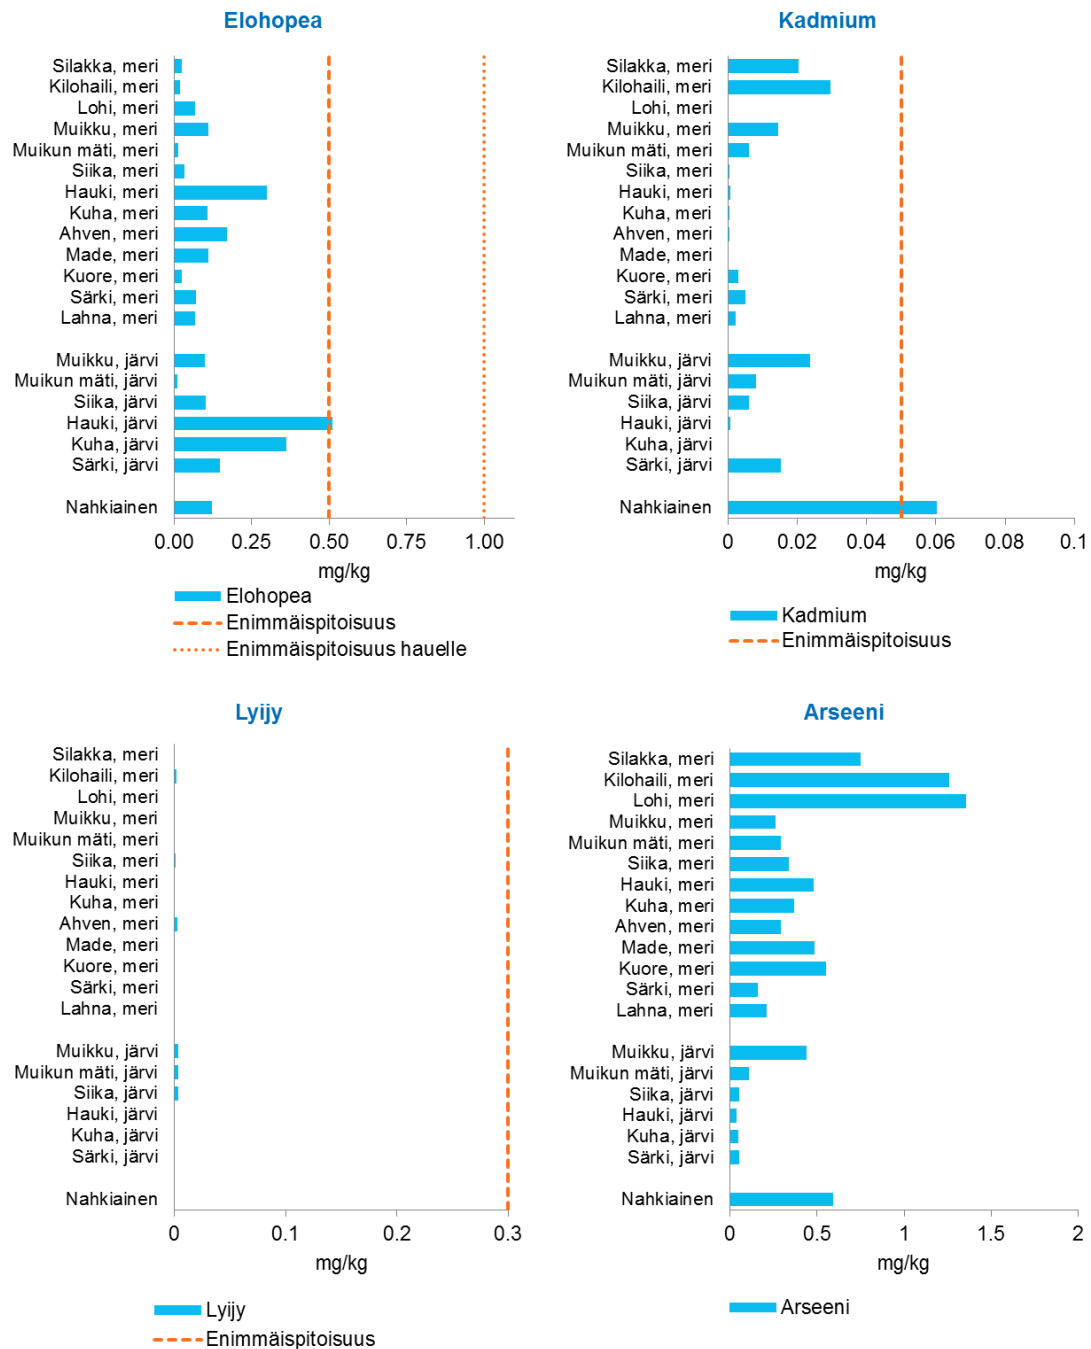 Elohopea
Silakka, meri
Kilohaili, meri
Lohi, meri
Muikku, meri
Muikun mäti, meri
Siika, meri
Hauki, meri
Kuha, meri
Ahven, meri
Made, meri
Kuore, meri
Särki, meri
Lahna, meri
Muikku, järvi
Muikun mäti, järvi
Siika, järvi
Hauki, järvi
Kuha, järvi
Särki, järvi
Nahkiainen
0.00 0.25 0.50 0.75 1.00
mg/kg
Elohopea
Enimmäispitoisuus
Enimmäispitoisuus hauelle
Kadmium
Silakka, meri
Kilohaili, meri
Lohi, meri
Muikku, meri
Muikun mäti, meri
Siika, meri
Hauki, meri
Kuha, meri
Ahven, meri
Made, meri
Kuore, meri
Särki, meri
Lahna, meri
Muikku, järvi
Muikun mäti, järvi
Siika, järvi
Hauki, järvi
Kuha, järvi
Särki, järvi
Nahkiainen
0 0.02 0.04 0.06 0.08 0.1
mg/kg
Kadmium
Enimmäispitoisuus
Lyijy
Silakka, meri
Kilohaili, meri
Lohi, meri
Muikku, meri
Muikun mäti, meri
Siika, meri
Hauki, meri
Kuha, meri
Ahven, meri
Made, meri
Kuore, meri
Särki, meri
Lahna, meri
Muikku, järvi
Muikun mäti, järvi
Siika, järvi
Hauki, järvi
Kuha, järvi
Särki, järvi
Nahkiainen
0 0.1 0.2 0.3
mg/kg
Lyijy
Enimmäispitoisuus
Arseeni
Silakka, meri
Kilohaili, meri
Lohi, meri
Muikku, meri
Muikun mäti, meri
Siika, meri
Hauki, meri
Kuha, meri
Ahven, meri
Made, meri
Kuore, meri
Särki, meri
Lahna, meri
Muikku, järvi
Muikun mäti, järvi
Siika, järvi
Hauki, järvi
Kuha, järvi
Särki, järvi
Nahkiainen
0 0.5 1 1.5 2
mg/kg
Arseeni